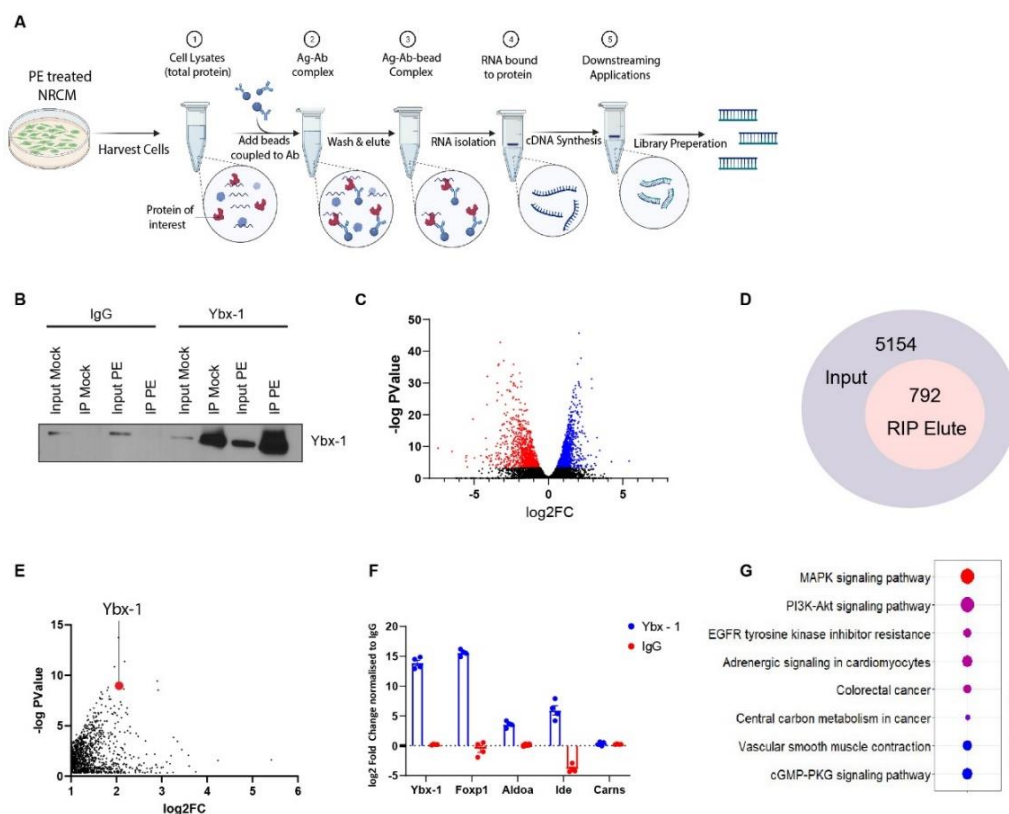 A
1
2
3
4
5
Cell Lysates
(total protein)
Ag-Ab
complex
Ag-Ab-bead
Complex
RNA bound
to protein
Downstreaming
Applications
PE treated
NRCM
Harvest Cells
Add beads
coupled to Ab
Wash & elute
RNA isolation
cDNA Synthesis
Library Preperation
Protein of
interest
B
IgG
Ybx-1
Input Mock
IP Mock
Input PE
IP PE
Input Mock
IP Mock
Input PE
IP PE
Ybx-1
C
-log PValue
50
40
30
20
10
0
-5
0
5
log2FC
D
5154
Input
792
RIP Elute
E
Ybx-1
-log PValue
15
10
5
0
1
2
3
4
5
6
log2FC
F
log2 Fold Change normalised to IgG
20
15
10
5
0
-5
Ybx - 1
IgG
Ybx-1
Foxp1
Aldoa
Ide
Carns
G
MAPK signaling pathway
PI3K-Akt signaling pathway
EGFR tyrosine kinase inhibitor resistance
Adrenergic signaling in cardiomyocytes
Colorectal cancer
Central carbon metabolism in cancer
Vascular smooth muscle contraction
cGMP-PKG signaling pathway